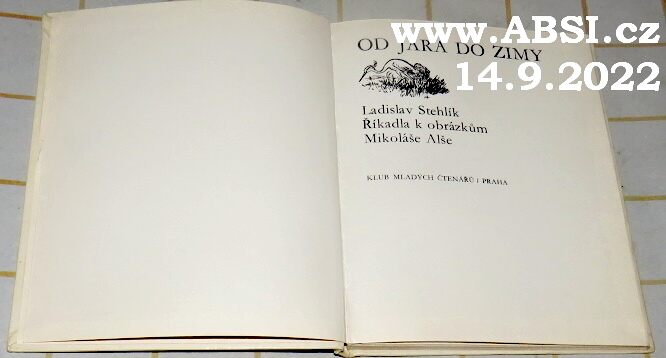 www.ABSI.cz
14.9.2022
OD JARA DO ZIMY
Ladislav Stehlík
Říkadla k obrázkům
Mikoláše Alše
KLUB MLADÝCH ČTENÁŘŮ / PRAHA